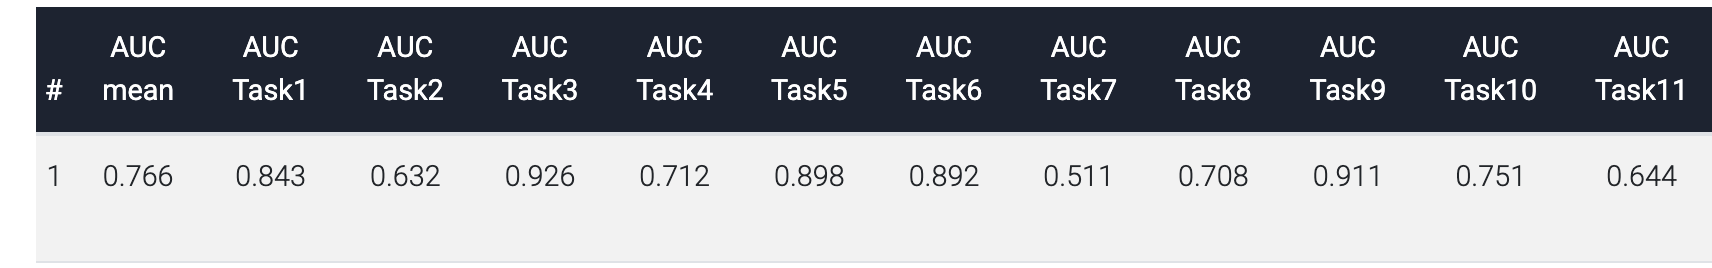 # AUC mean AUC Task1 AUC Task2 AUC Task3 AUC Task4 AUC Task5 AUC Task6 AUC Task7 AUC Task8 AUC Task9 AUC Task10 AUC Task11
1 0.766 0.843 0.632 0.926 0.712 0.898 0.892 0.511 0.708 0.911 0.751 0.644